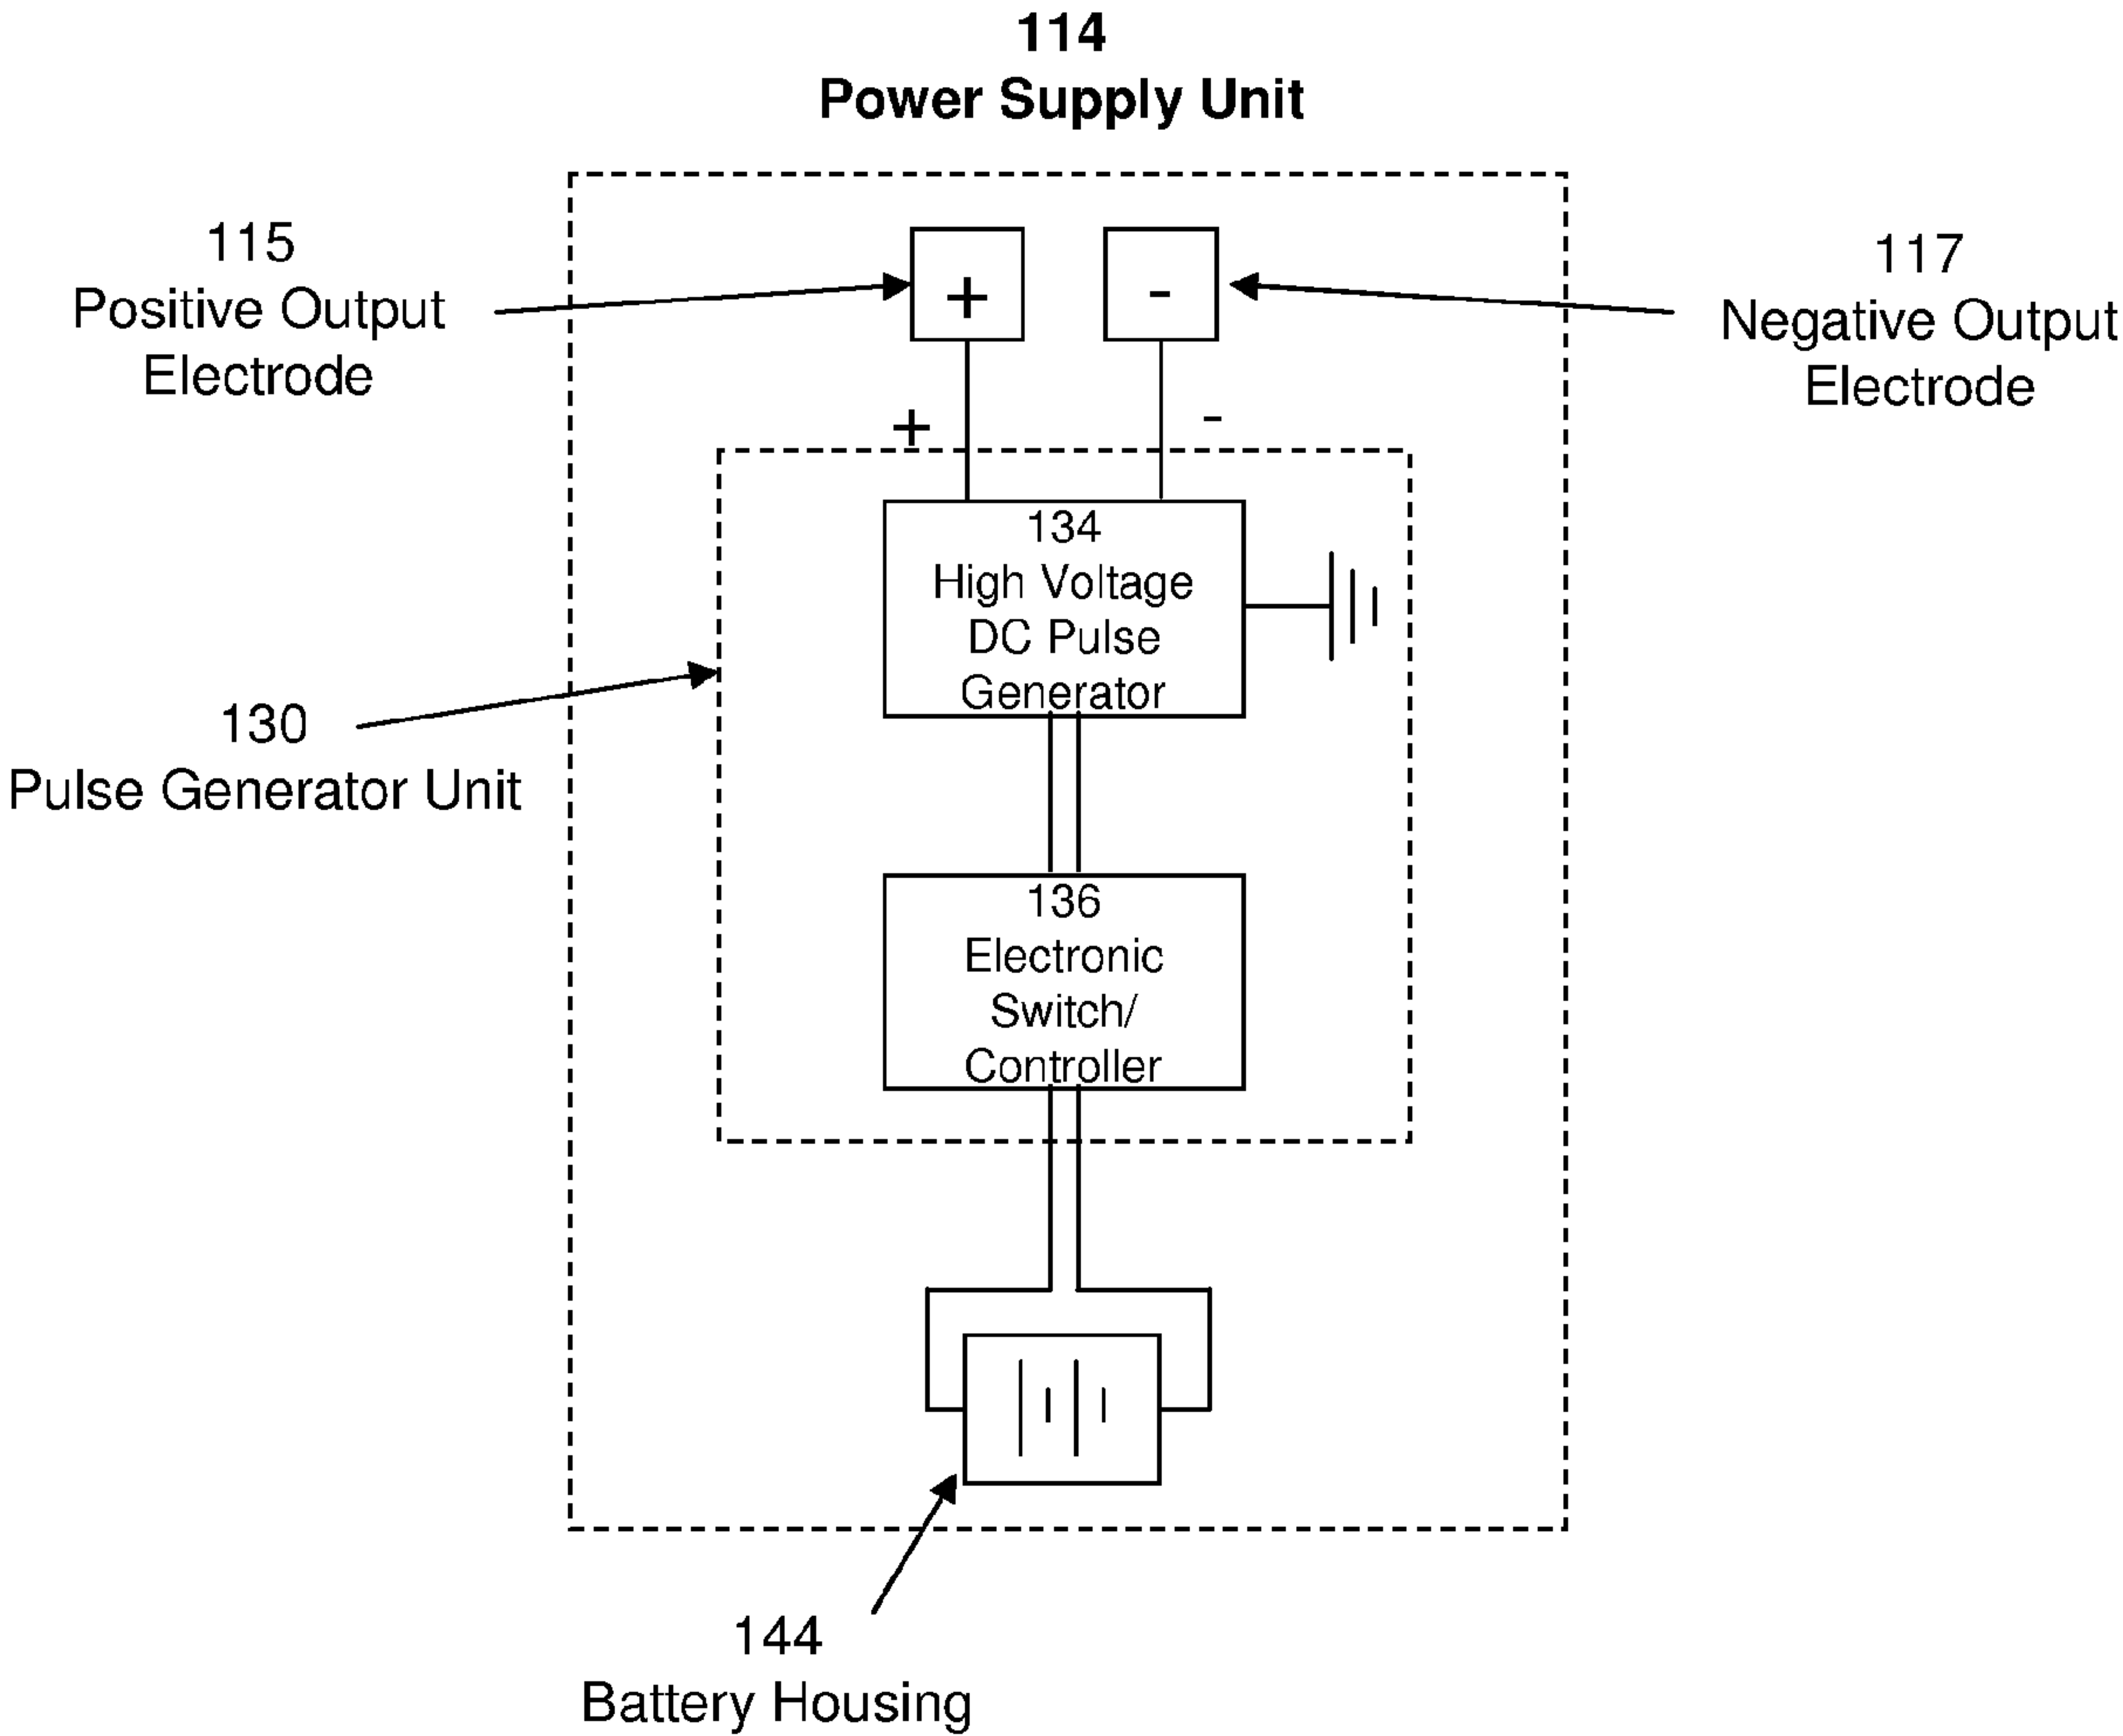 114
Power Supply Unit
115
Positive Output
Electrode
+
-
117
Negative Output
Electrode
+
-
134
High Voltage
DC Pulse
Generator
130
Pulse Generator Unit
136
Electronic
Switch/
Controller
144
Battery Housing